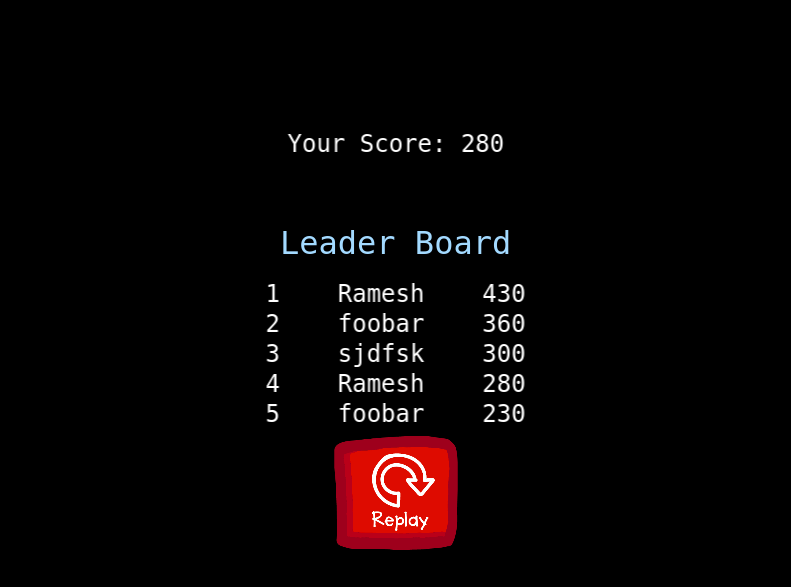 Your Score: 280
Leader Board
1 Ramesh 430
2 foobar 360
3 sjdfsk 300
4 Ramesh 280
5 foobar 230
Replay